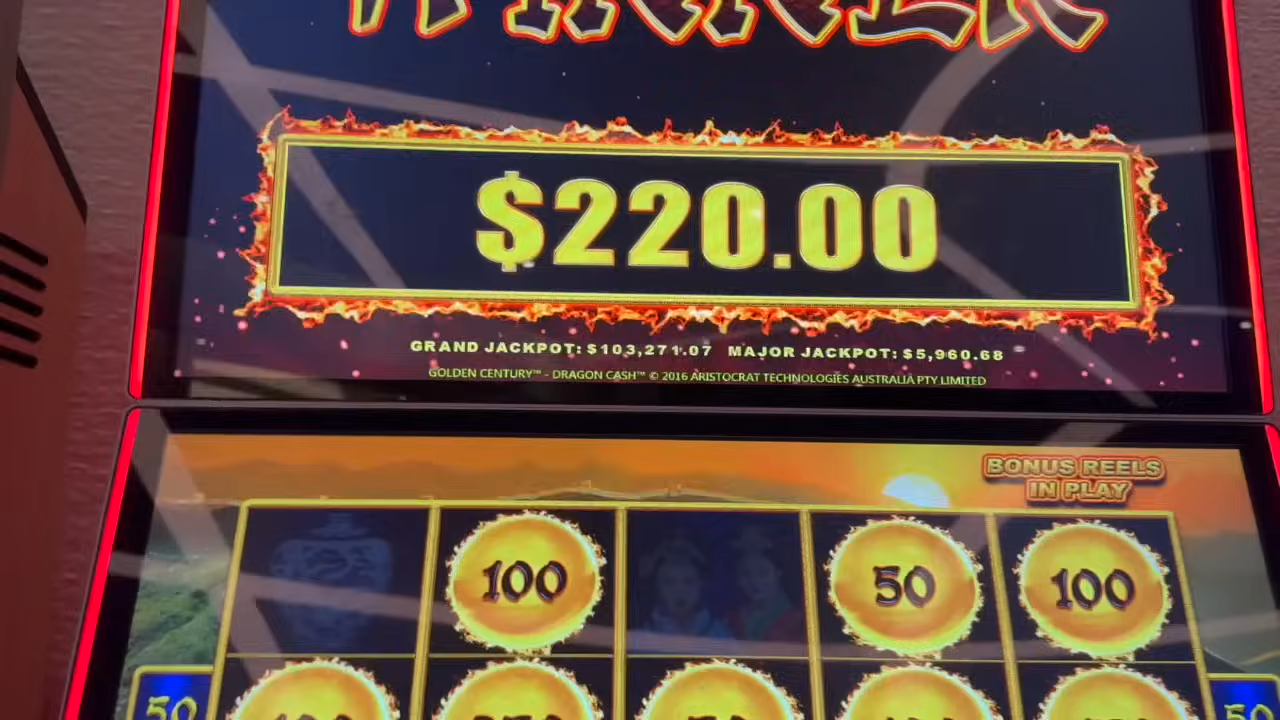 $220.00
GRAND JACKPOT: $103,271.07 MAJOR JACKPOT: $5,960.68
GOLDEN CENTURY™ - DRAGON CASH™ © 2016 ARISTOCRAT TECHNOLOGIES AUSTRALIA PTY LIMITED
BONUS REELS
IN PLAY
100
50
100
50
50